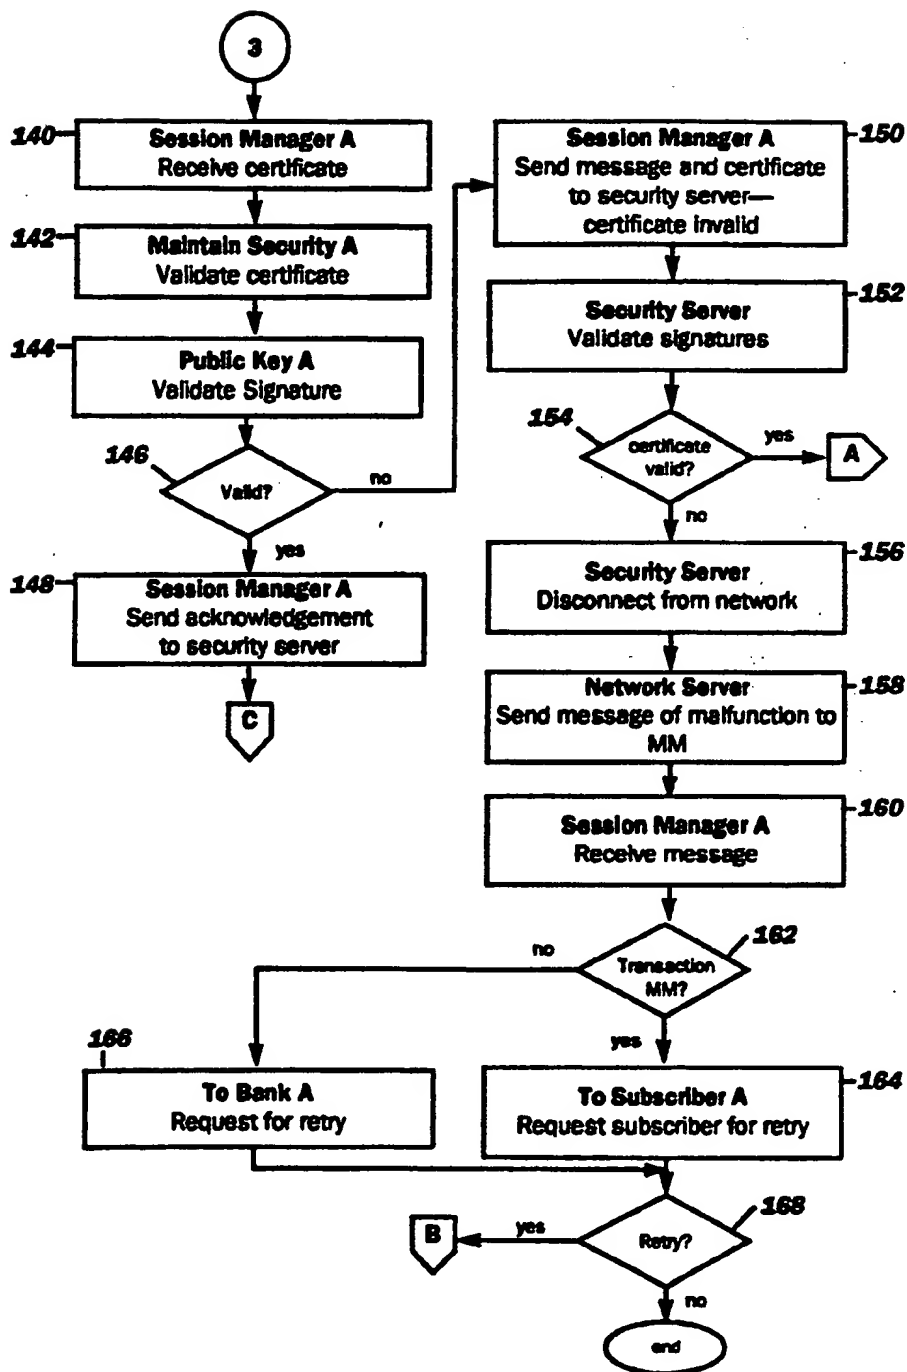 3
140
Session Manager A
Receive certificate
142
Maintain Security A
Validate certificate
144
Public Key A
Validate Signature
146
Valid?
no
yes
148
Session Manager A
Send acknowledgement
to security server
C
150
Session Manager A
Send message and certificate
to security server—
certificate invalid
152
Security Server
Validate signatures
154
certificate
valid?
yes
A
no
156
Security Server
Disconnect from network
158
Network Server
Send message of malfunction to
MM
160
Session Manager A
Receive message
162
Transaction
MM?
no
yes
166
To Bank A
Request for retry
164
To Subscriber A
Request subscriber for retry
168
Retry?
yes
B
no
end